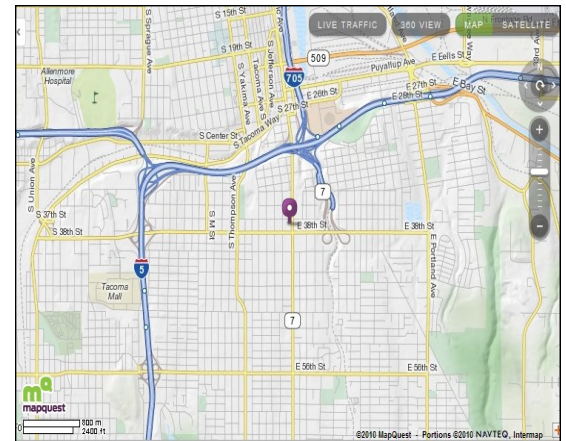 S 15th St
LIVE TRAFFIC
360 VIEW
MAP
SATELLITE
S Sprague Ave
S 19th St
S Yakima Ave
Tacoma Ave S
S Jefferson Ave
509
Puyallup Ave
E Eells St
Allenmore
Hospital
705
E 26th St
E 27th St
E 28th St
E Bay St
S 27th St
S Center St
S Tacoma Way
S Union Ave
S Thompson Ave
S M St
7
S 37th St
S 38th St
E 38th St
E 38th St
E Portland Ave
5
Tacoma
Mall
7
E 56th St
E 56th St
mq
mapquest
800 m
2400 ft
©2010 MapQuest - Portions ©2010 NAVTEQ, Intermap